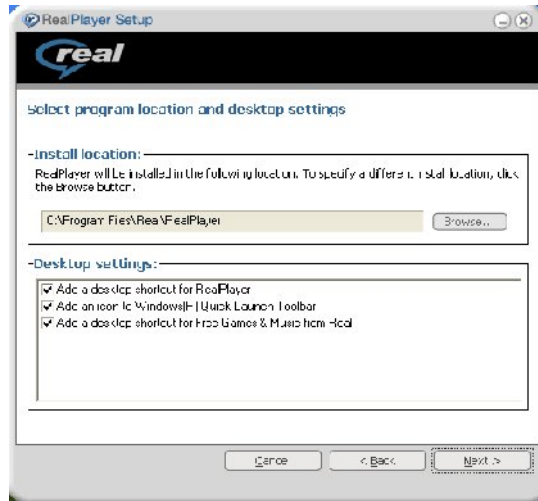 RealPlayer Setup
real
Select program location and desktop settings
Install location:
RealPlayer will be installed in the following location. To specify a different install location, click
the Browse button.
C:\Program Files\Real\RealPlayer
Browse...
Desktop settings:
Add a desktop shortcut for RealPlayer
Add an icon to Windows Quick Launch Toolbar
Add a desktop shortcut for Free Games & Music from Real
Cancel
< Back
Next >